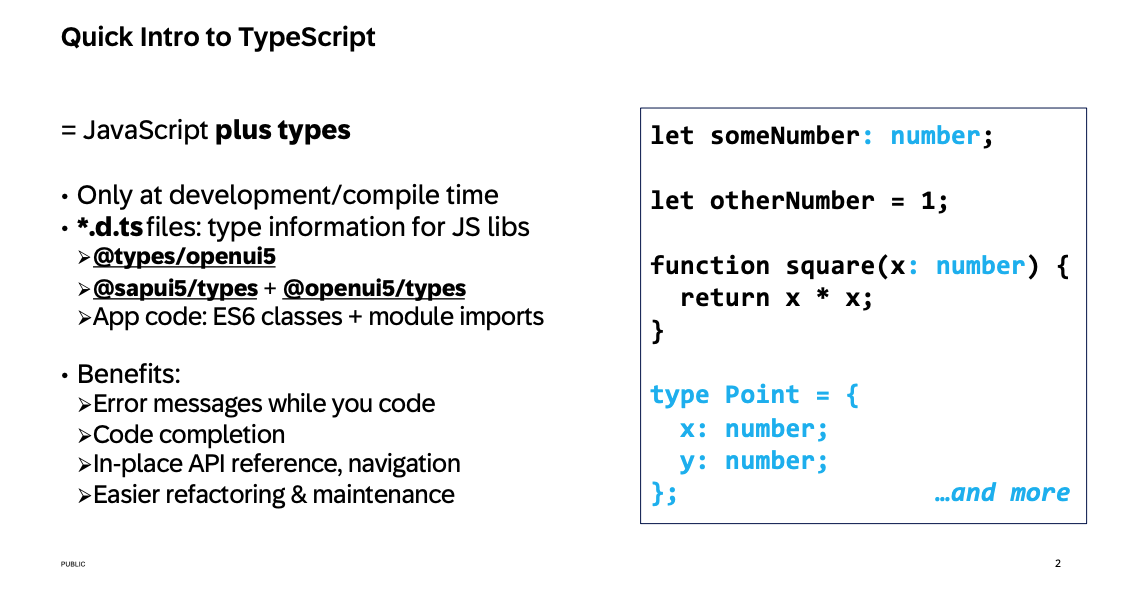 Quick Intro to TypeScript
= JavaScript plus types
• Only at development/compile time
• *.d.ts files: type information for JS libs
➢@types/openui5
➢@sapui5/types + @openui5/types
➢App code: ES6 classes + module imports
• Benefits:
➢Error messages while you code
➢Code completion
➢In-place API reference, navigation
➢Easier refactoring & maintenance
let someNumber: number;
let otherNumber = 1;
function square(x: number) {
  return x * x;
}
type Point = {
  x: number;
  y: number;
};
…and more
PUBLIC
2